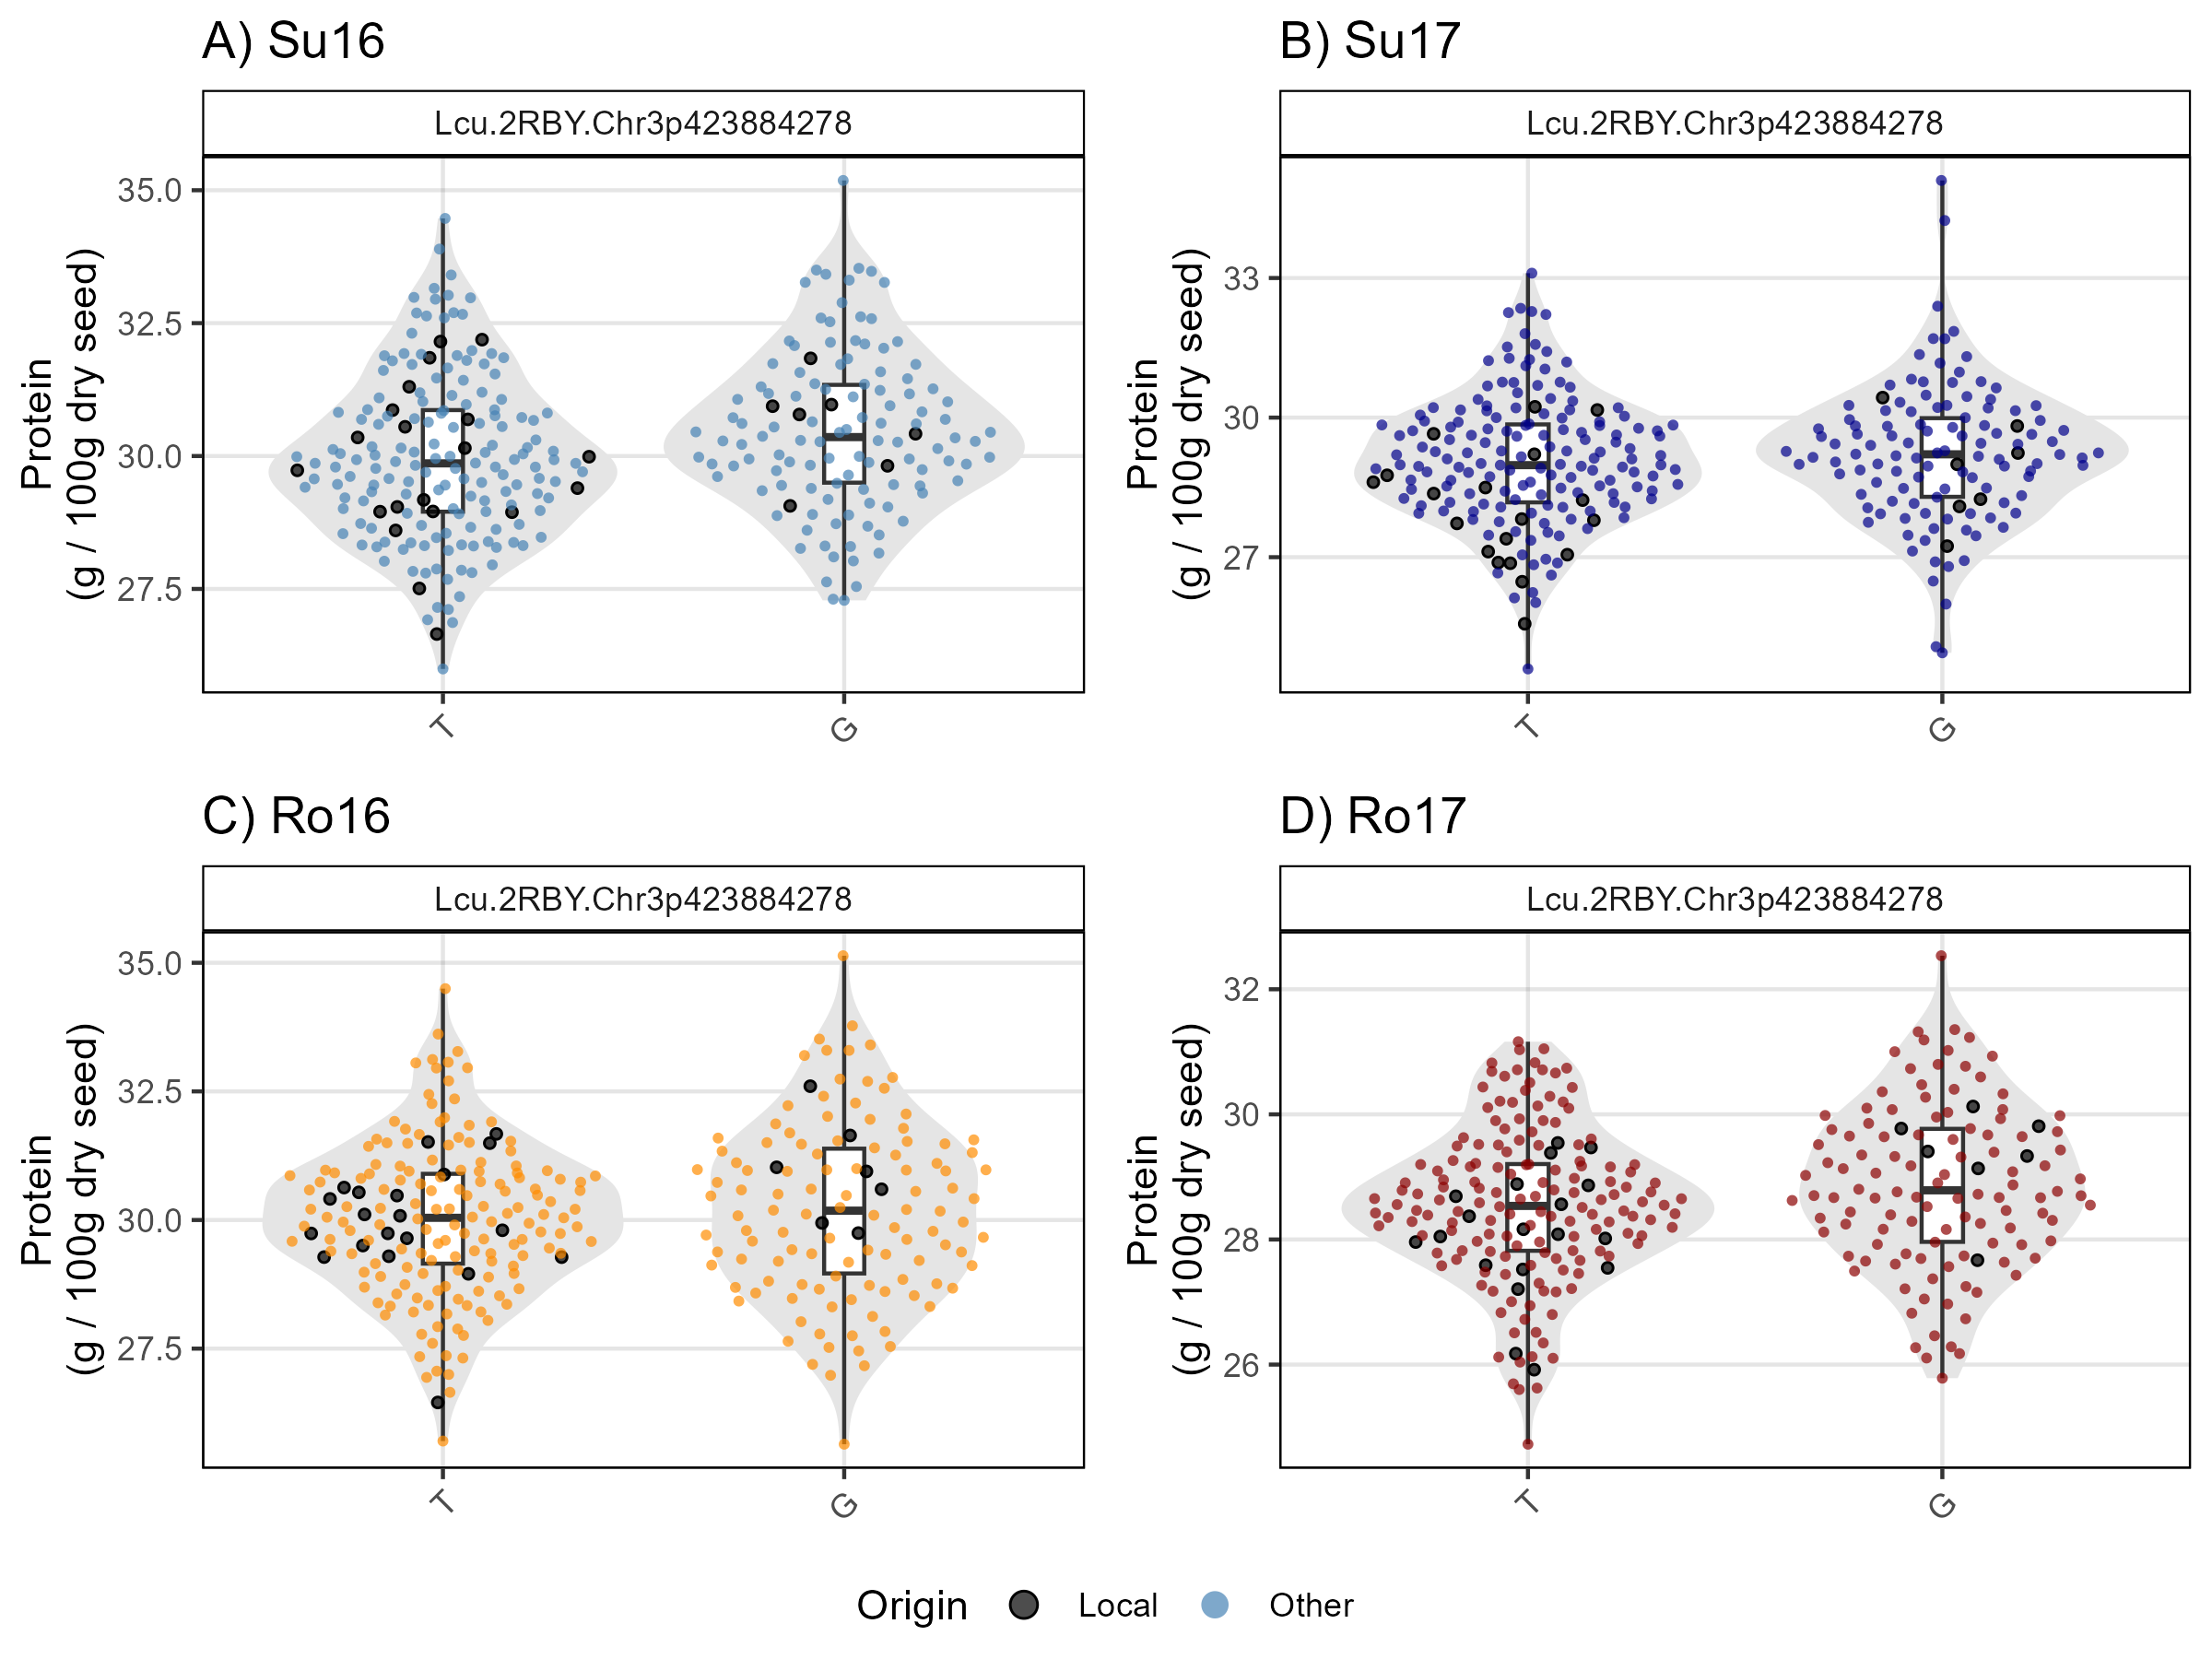 A) Su16
Lcu.2RBY.Chr3p423884278
Protein
(g / 100g dry seed)
35.0
32.5
30.0
27.5
T
G
B) Su17
Lcu.2RBY.Chr3p423884278
Protein
(g / 100g dry seed)
33
30
27
T
G
C) Ro16
Lcu.2RBY.Chr3p423884278
Protein
(g / 100g dry seed)
35.0
32.5
30.0
27.5
T
G
D) Ro17
Lcu.2RBY.Chr3p423884278
Protein
(g / 100g dry seed)
32
30
28
26
T
G
Origin Local Other